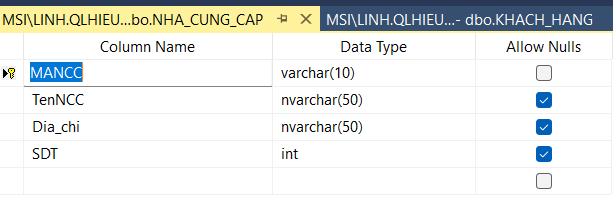 MSI\LINH.QLHIEU...bo.NHA_CUNG_CAP MSI\LINH.QLHIEU...- dbo.KHACH_HANG
Column Name Data Type Allow Nulls
MANCC varchar(10)
TenNCC nvarchar(50)
Dia_chi nvarchar(50)
SDT int